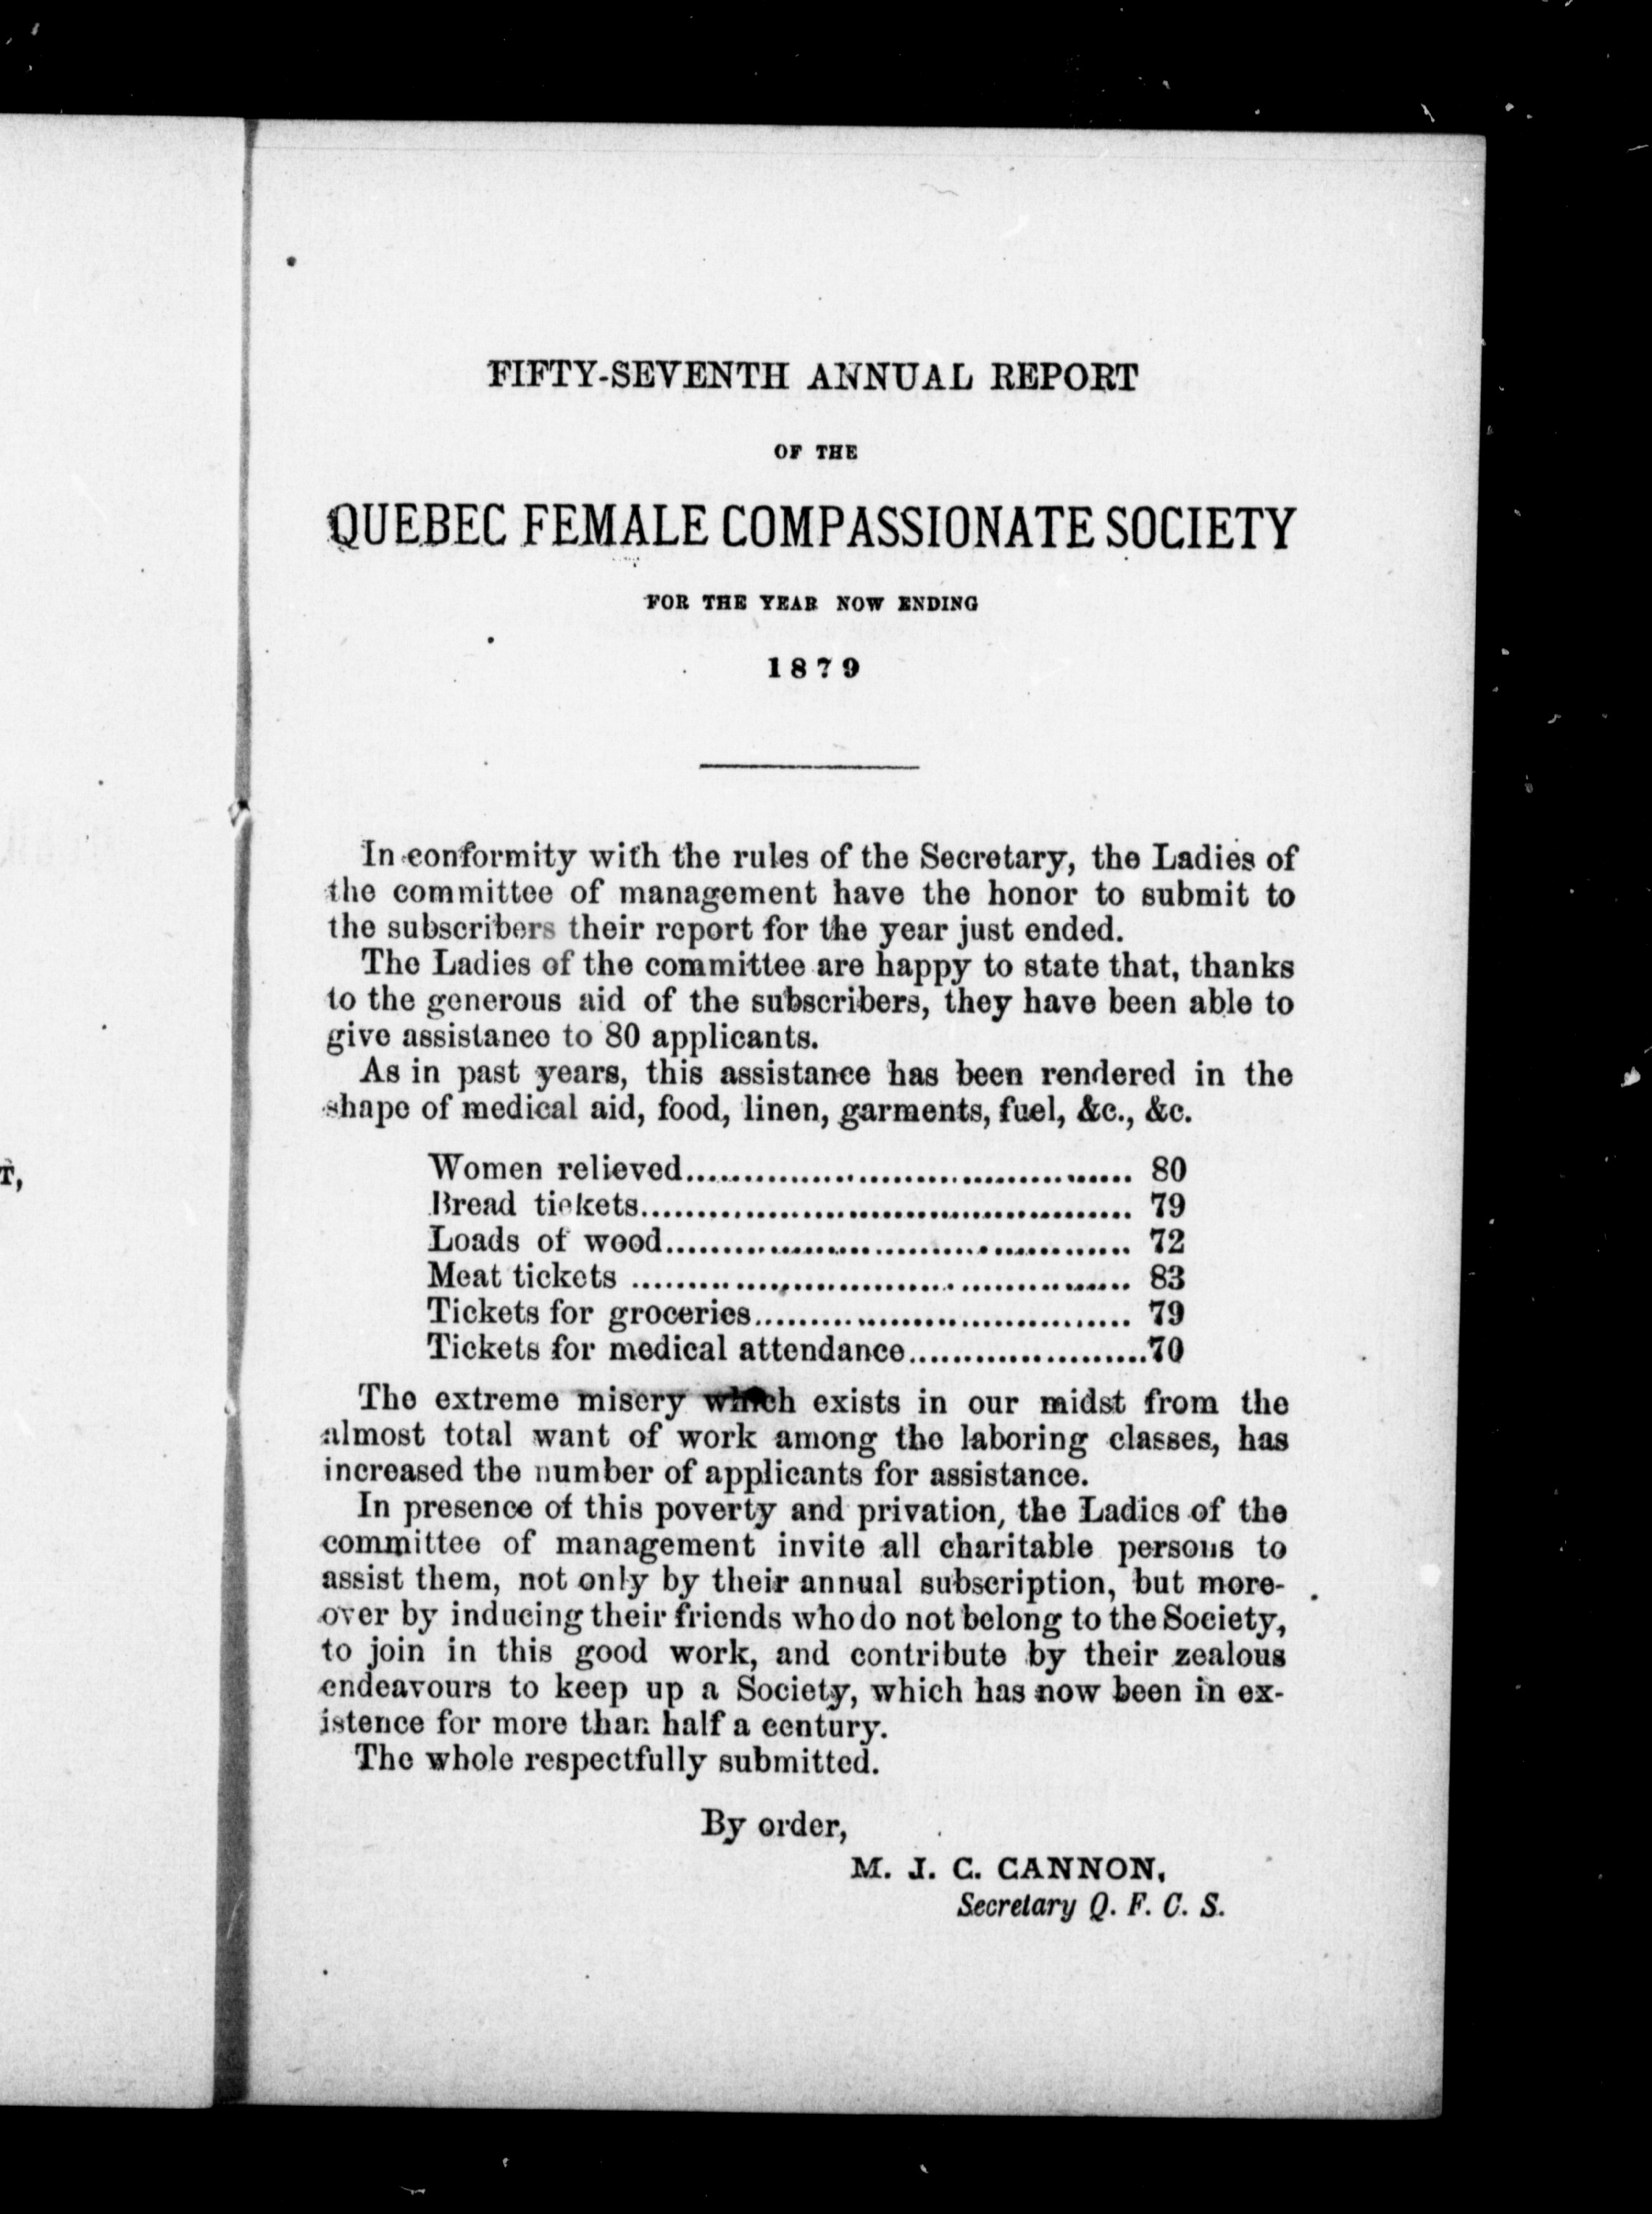 FIFTY-SEVENTH ANNUAL REPORT
OF THE
QUEBEC FEMALE COMPASSIONATE SOCIETY
FOR THE YEAR NOW ENDING
1879
In conformity with the rules of the Secretary, the Ladies of
the committee of management have the honor to submit to
the subscribers their report for the year just ended.
The Ladies of the committee are happy to state that, thanks
to the generous aid of the subscribers, they have been able to
give assistance to 80 applicants.
As in past years, this assistance has been rendered in the
shape of medical aid, food, linen, garments, fuel, &c., &c.
Women relieved........................................ 80
Bread tickets............................................ 79
Loads of wood.......................................... 72
Meat tickets ............................................. 83
Tickets for groceries.................................. 79
Tickets for medical attendance.....................70
The extreme misery which exists in our midst from the
almost total want of work among the laboring classes, has
increased the number of applicants for assistance.
In presence of this poverty and privation, the Ladies of the
committee of management invite all charitable persons to
assist them, not only by their annual subscription, but more-
over by inducing their friends who do not belong to the Society,
to join in this good work, and contribute by their zealous
endeavours to keep up a Society, which has now been in ex-
istence for more than half a century.
The whole respectfully submitted.
By order,
M. J. C. CANNON,
Secretary Q. F. C. S.
T,